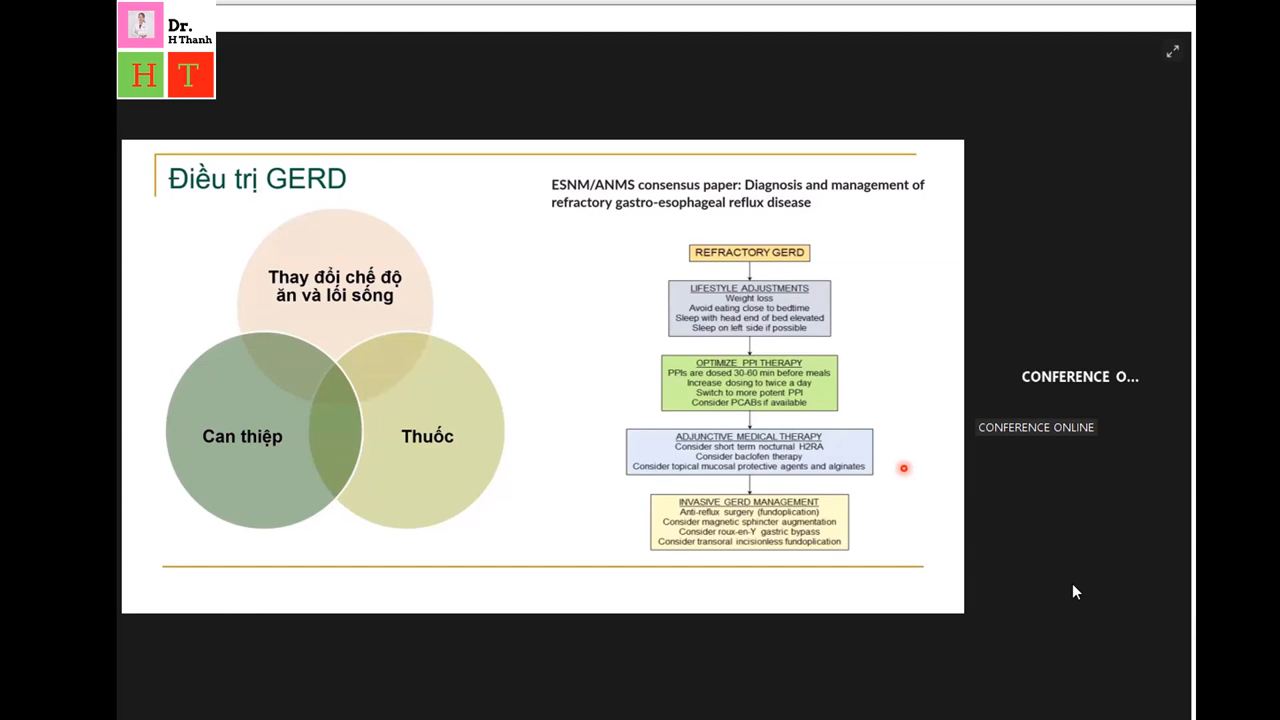 Dr.
H Thanh
H T
Điều trị GERD
ESNM/ANMS consensus paper: Diagnosis and management of
refractory gastro-esophageal reflux disease
Thay đổi chế độ
ăn và lối sống
Can thiệp
Thuốc
REFRACTORY GERD
LIFESTYLE ADJUSTMENTS
Weight loss
Avoid eating close to bedtime
Sleep with head end of bed elevated
Sleep on left side if possible
OPTIMIZE PPI THERAPY
PPIs are dosed 30-60 min before meals
Increase dosing to twice a day
Switch to more potent PPI
Consider PCABs if available
ADJUNCTIVE MEDICAL THERAPY
Consider short term nocturnal H2RA
Consider baclofen therapy
Consider topical mucosal protective agents and alginates
INVASIVE GERD MANAGEMENT
Anti-reflux surgery (fundoplication)
Consider magnetic sphincter augmentation
Consider roux-en-Y gastric bypass
Consider transoral incisionless fundoplication
CONFERENCE O...
CONFERENCE ONLINE